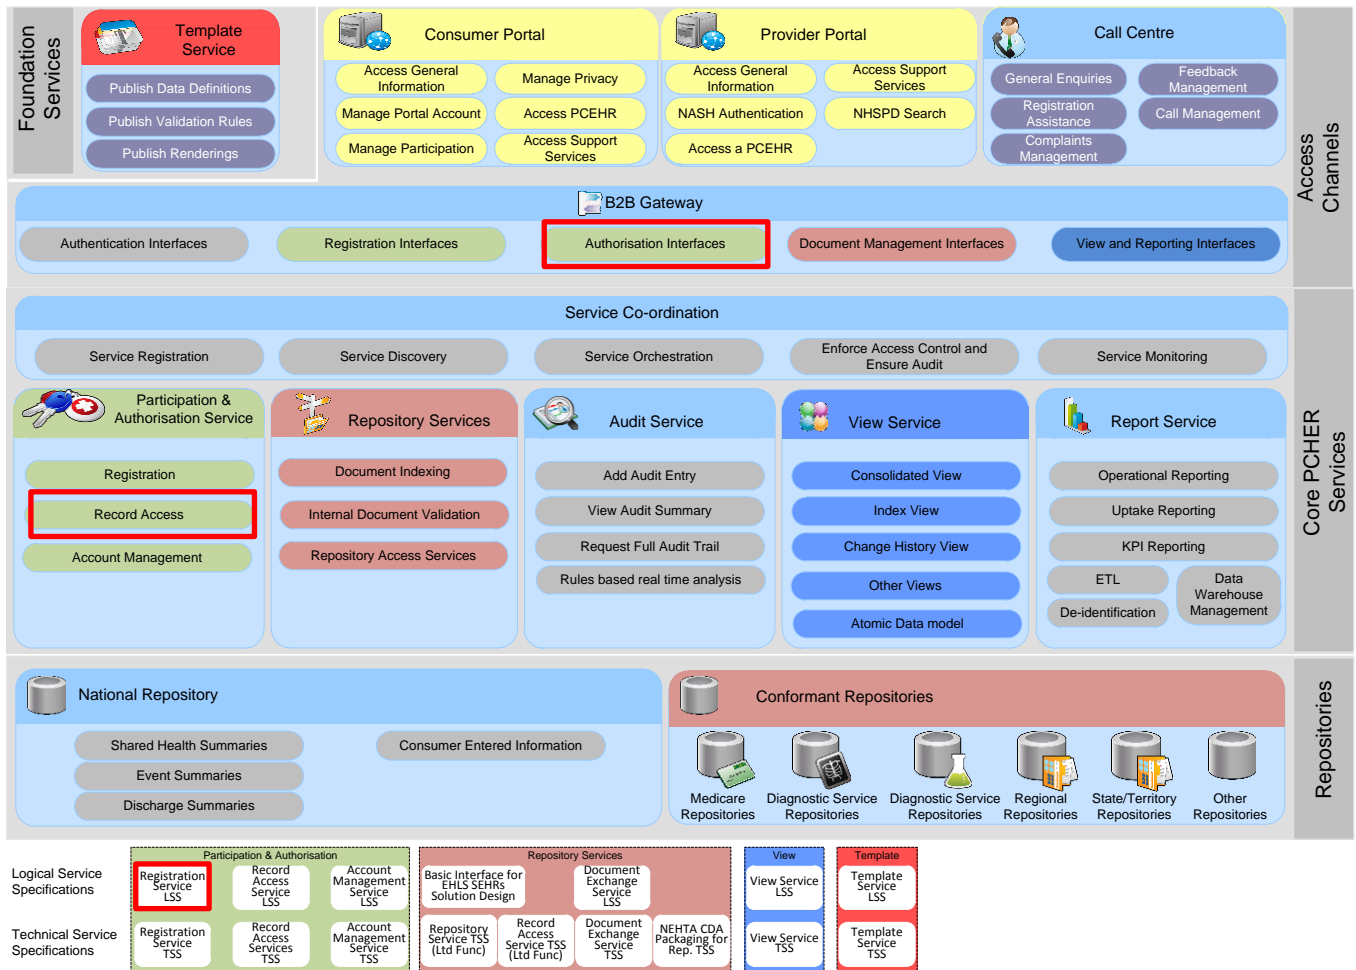 Foundation
Services
Template
Service
Publish Data Definitions
Publish Validation Rules
Publish Renderings
Consumer Portal
Access General
Information
Manage Privacy
Manage Portal Account
Access PCEHR
Manage Participation
Access Support
Services
Provider Portal
Access General
Information
Access Support
Services
NASH Authentication
NHSPD Search
Access a PCEHR
Call Centre
General Enquiries
Feedback
Management
Registration
Assistance
Call Management
Complaints
Management
Access
Channels
B2B Gateway
Authentication Interfaces
Registration Interfaces
Authorisation Interfaces
Document Management Interfaces
View and Reporting Interfaces
Service Co-ordination
Service Registration
Service Discovery
Service Orchestration
Enforce Access Control and
Ensure Audit
Service Monitoring
Core PCHER
Services
Participation &
Authorisation Service
Registration
Record Access
Account Management
Repository Services
Document Indexing
Internal Document Validation
Repository Access Services
Audit Service
Add Audit Entry
View Audit Summary
Request Full Audit Trail
Rules based real time analysis
View Service
Consolidated View
Index View
Change History View
Other Views
Atomic Data model
Report Service
Operational Reporting
Uptake Reporting
KPI Reporting
ETL
De-identification
Data
Warehouse
Management
Repositories
National Repository
Shared Health Summaries
Event Summaries
Discharge Summaries
Consumer Entered Information
Conformant Repositories
Medicare
Repositories
Diagnostic Service
Repositories
Diagnostic Service
Repositories
Regional
Repositories
State/Territory
Repositories
Other
Repositories
Logical Service
Specifications
Technical Service
Specifications
Participation & Authorisation
Registration
Service
LSS
Record
Access
Service
LSS
Account
Management
Service
LSS
Registration
Service
TSS
Record
Access
Services
TSS
Account
Management
Service
TSS
Repository Services
Basic Interface for
EHLS SEHRs
Solution Design
Document
Exchange
Service
LSS
Repository
Service TSS
(Ltd Func)
Record
Access
Service TSS
(Ltd Func)
Document
Exchange
Service
TSS
NEHTA CDA
Packaging for
Rep. TSS
View
View Service
LSS
View Service
TSS
Template
Template
Service
LSS
Template
Service
TSS